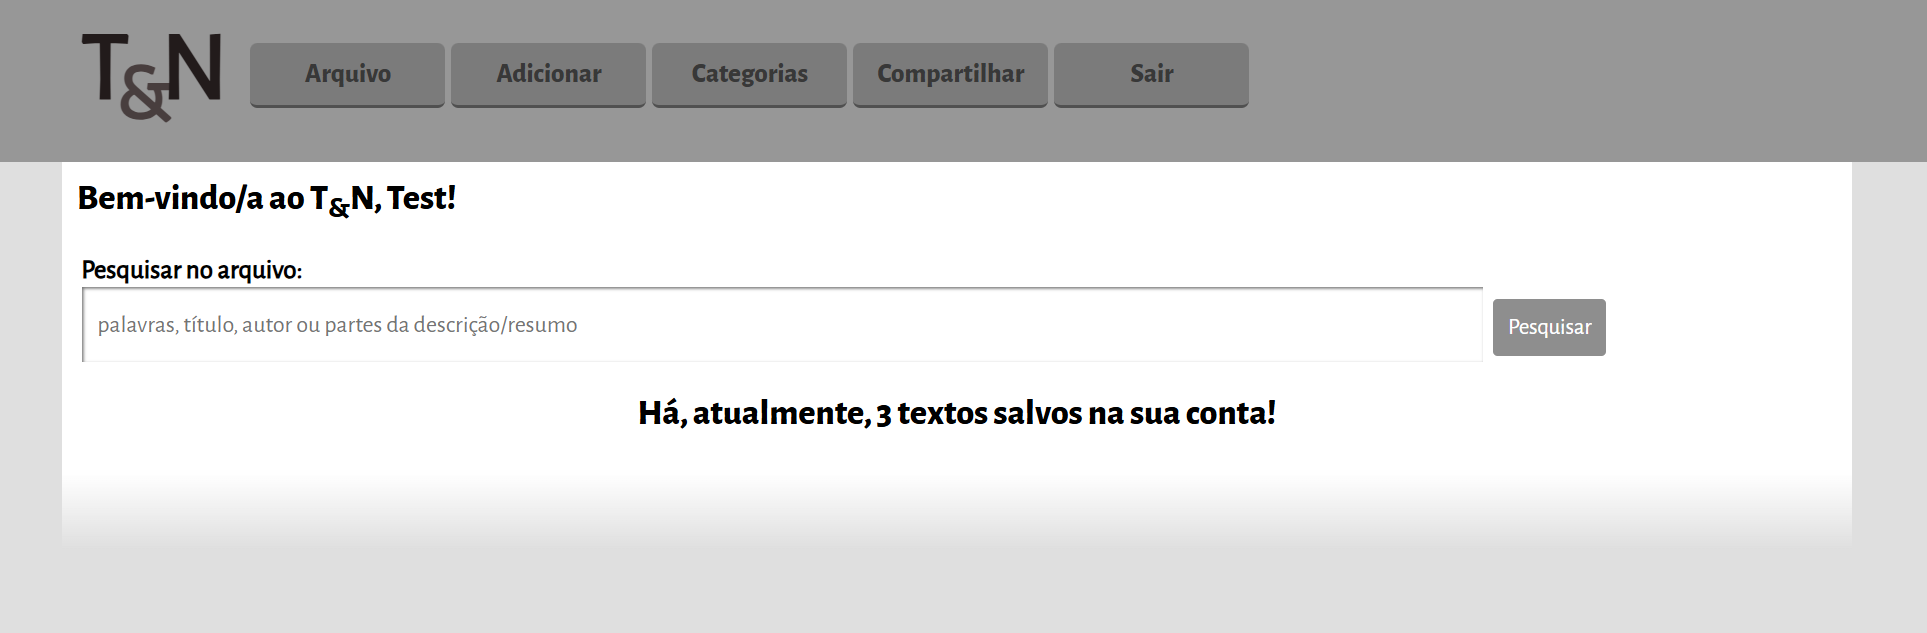 T&N
Arquivo Adicionar Categorias Compartilhar Sair
Bem-vindo/a ao T&N, Test!
Pesquisar no arquivo:
palavras, título, autor ou partes da descrição/resumo
Pesquisar
Há, atualmente, 3 textos salvos na sua conta!